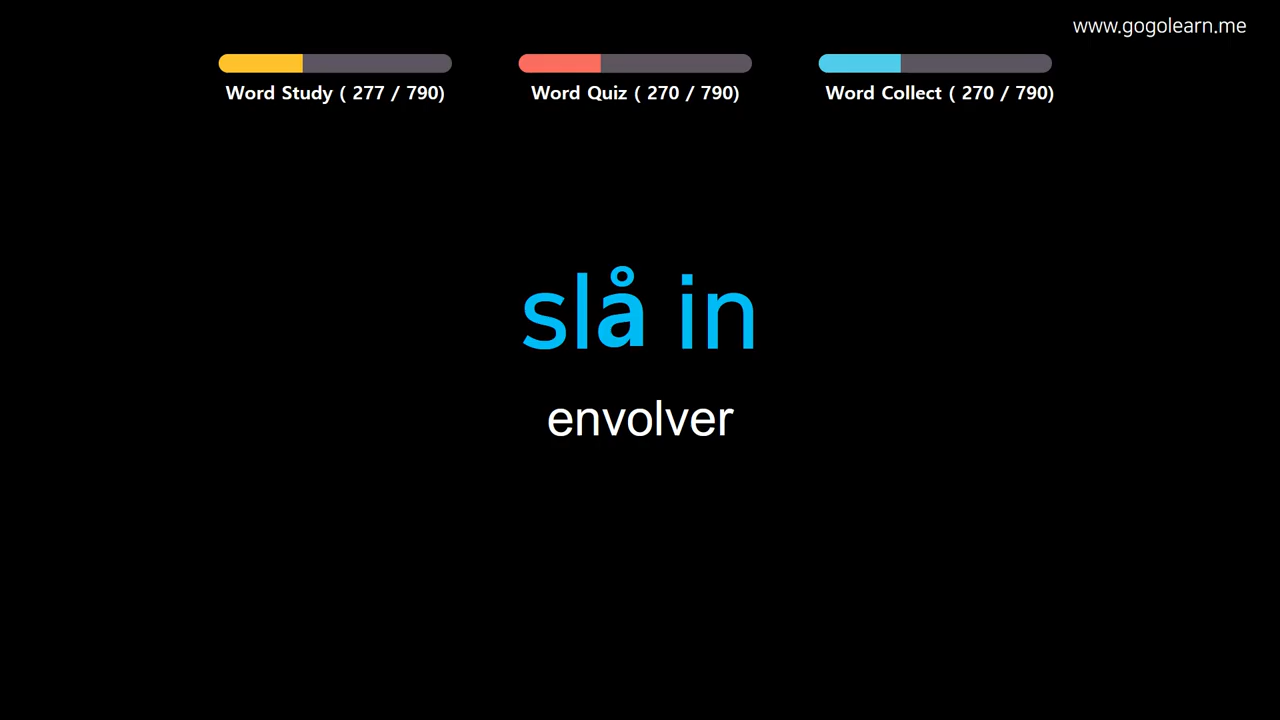 www.gogolearn.me
Word Study ( 277 / 790)
Word Quiz ( 270 / 790)
Word Collect ( 270 / 790)
slå in
envolver